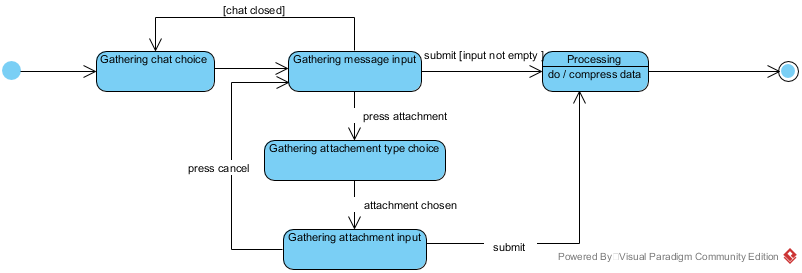 [chat closed]
Gathering chat choice
Gathering message input
submit [input not empty ]
Processing
do / compress data
press attachment
Gathering attachement type choice
press cancel
attachment chosen
Gathering attachment input
submit
Powered By Visual Paradigm Community Edition